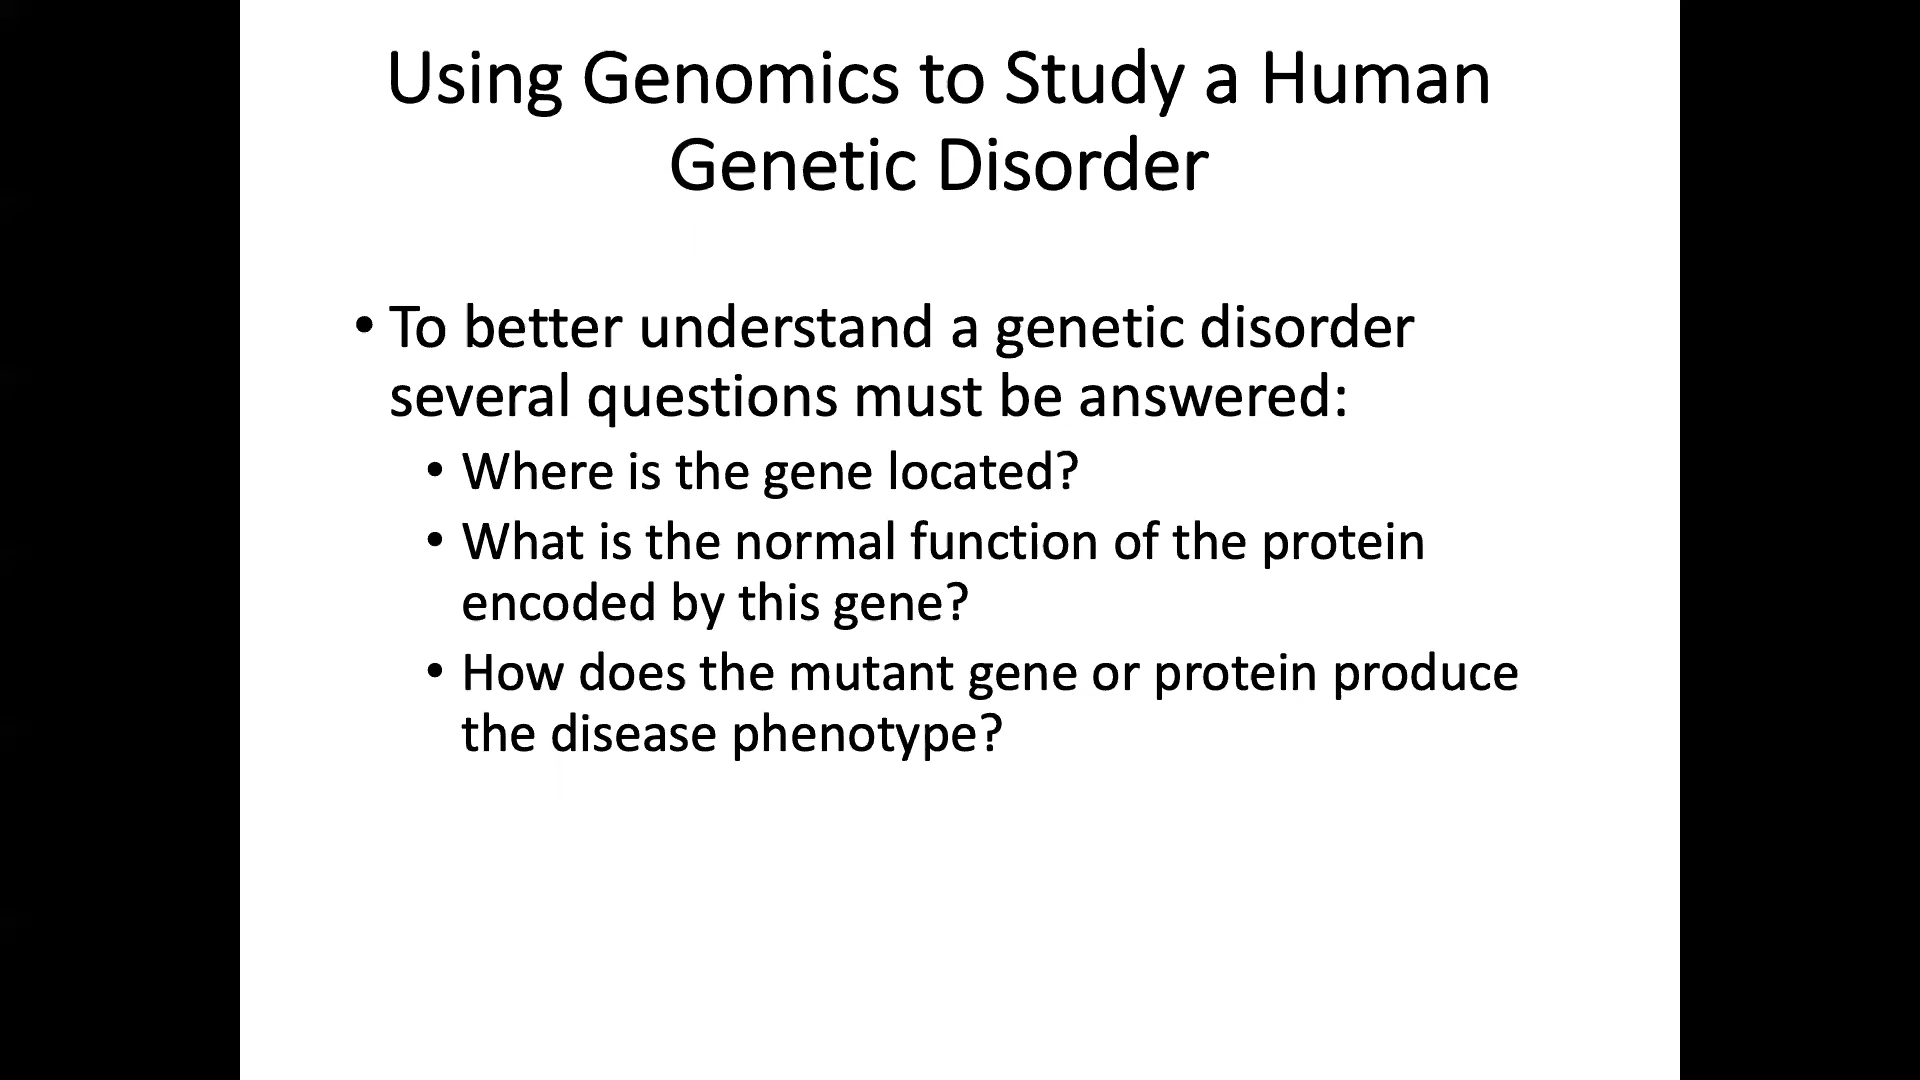 Using Genomics to Study a Human
Genetic Disorder
• To better understand a genetic disorder
several questions must be answered:
• Where is the gene located?
• What is the normal function of the protein
encoded by this gene?
• How does the mutant gene or protein produce
the disease phenotype?